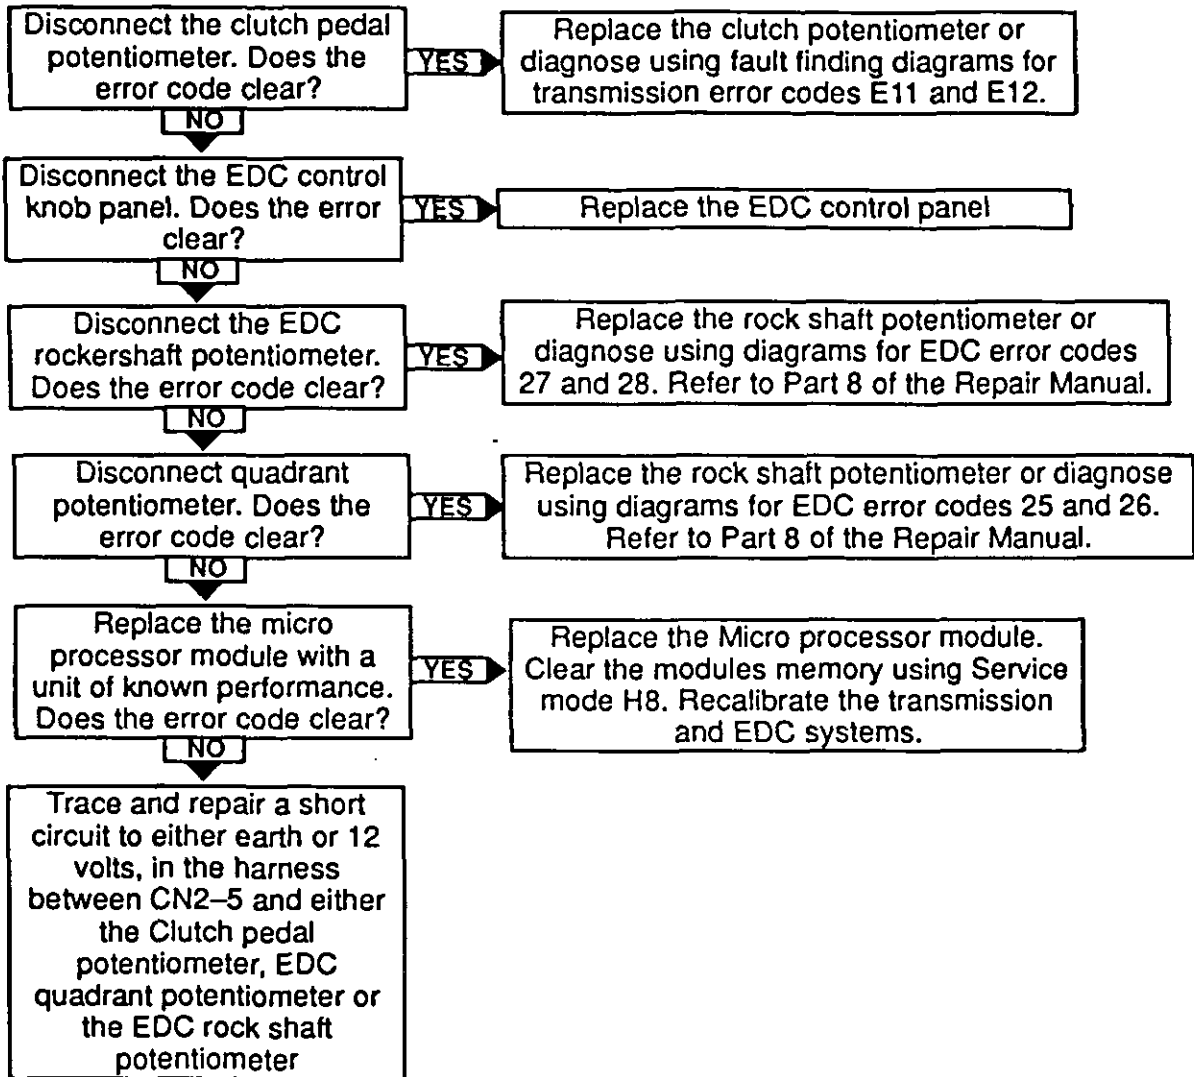 Disconnect the clutch pedal
potentiometer. Does the
error code clear?
YES
Replace the clutch potentiometer or
diagnose using fault finding diagrams for
transmission error codes E11 and E12.
NO
Disconnect the EDC control
knob panel. Does the error
clear?
YES
Replace the EDC control panel
NO
Disconnect the EDC
rockershaft potentiometer.
Does the error code clear?
YES
Replace the rock shaft potentiometer or
diagnose using diagrams for EDC error codes
27 and 28. Refer to Part 8 of the Repair Manual.
NO
Disconnect quadrant
potentiometer. Does the
error code clear?
YES
Replace the rock shaft potentiometer or diagnose
using diagrams for EDC error codes 25 and 26.
Refer to Part 8 of the Repair Manual.
NO
Replace the micro
processor module with a
unit of known performance.
Does the error code clear?
YES
Replace the Micro processor module.
Clear the modules memory using Service
mode H8. Recalibrate the transmission
and EDC systems.
NO
Trace and repair a short
circuit to either earth or 12
volts, in the harness
between CN2–5 and either
the Clutch pedal
potentiometer, EDC
quadrant potentiometer or
the EDC rock shaft
potentiometer